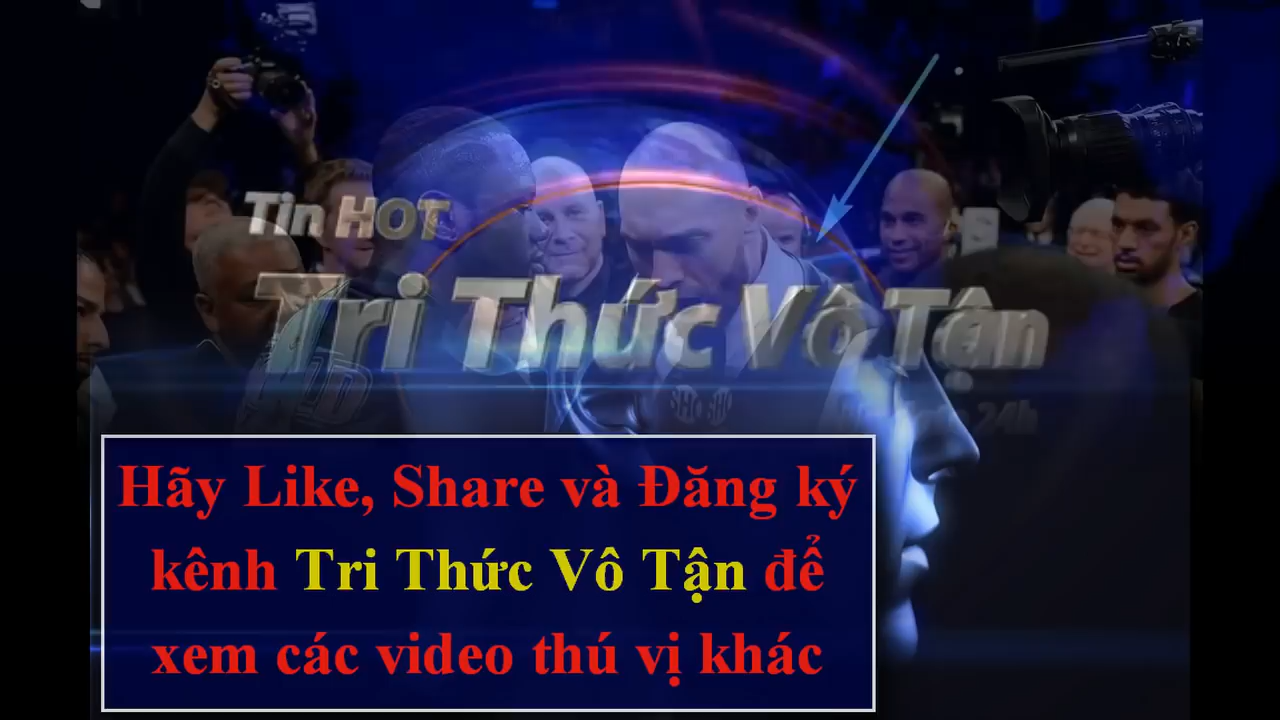 Tin HOT
Tri Thức Vô Tận
24h
Hãy Like, Share và Đăng ký
kênh Tri Thức Vô Tận để
xem các video thú vị khác